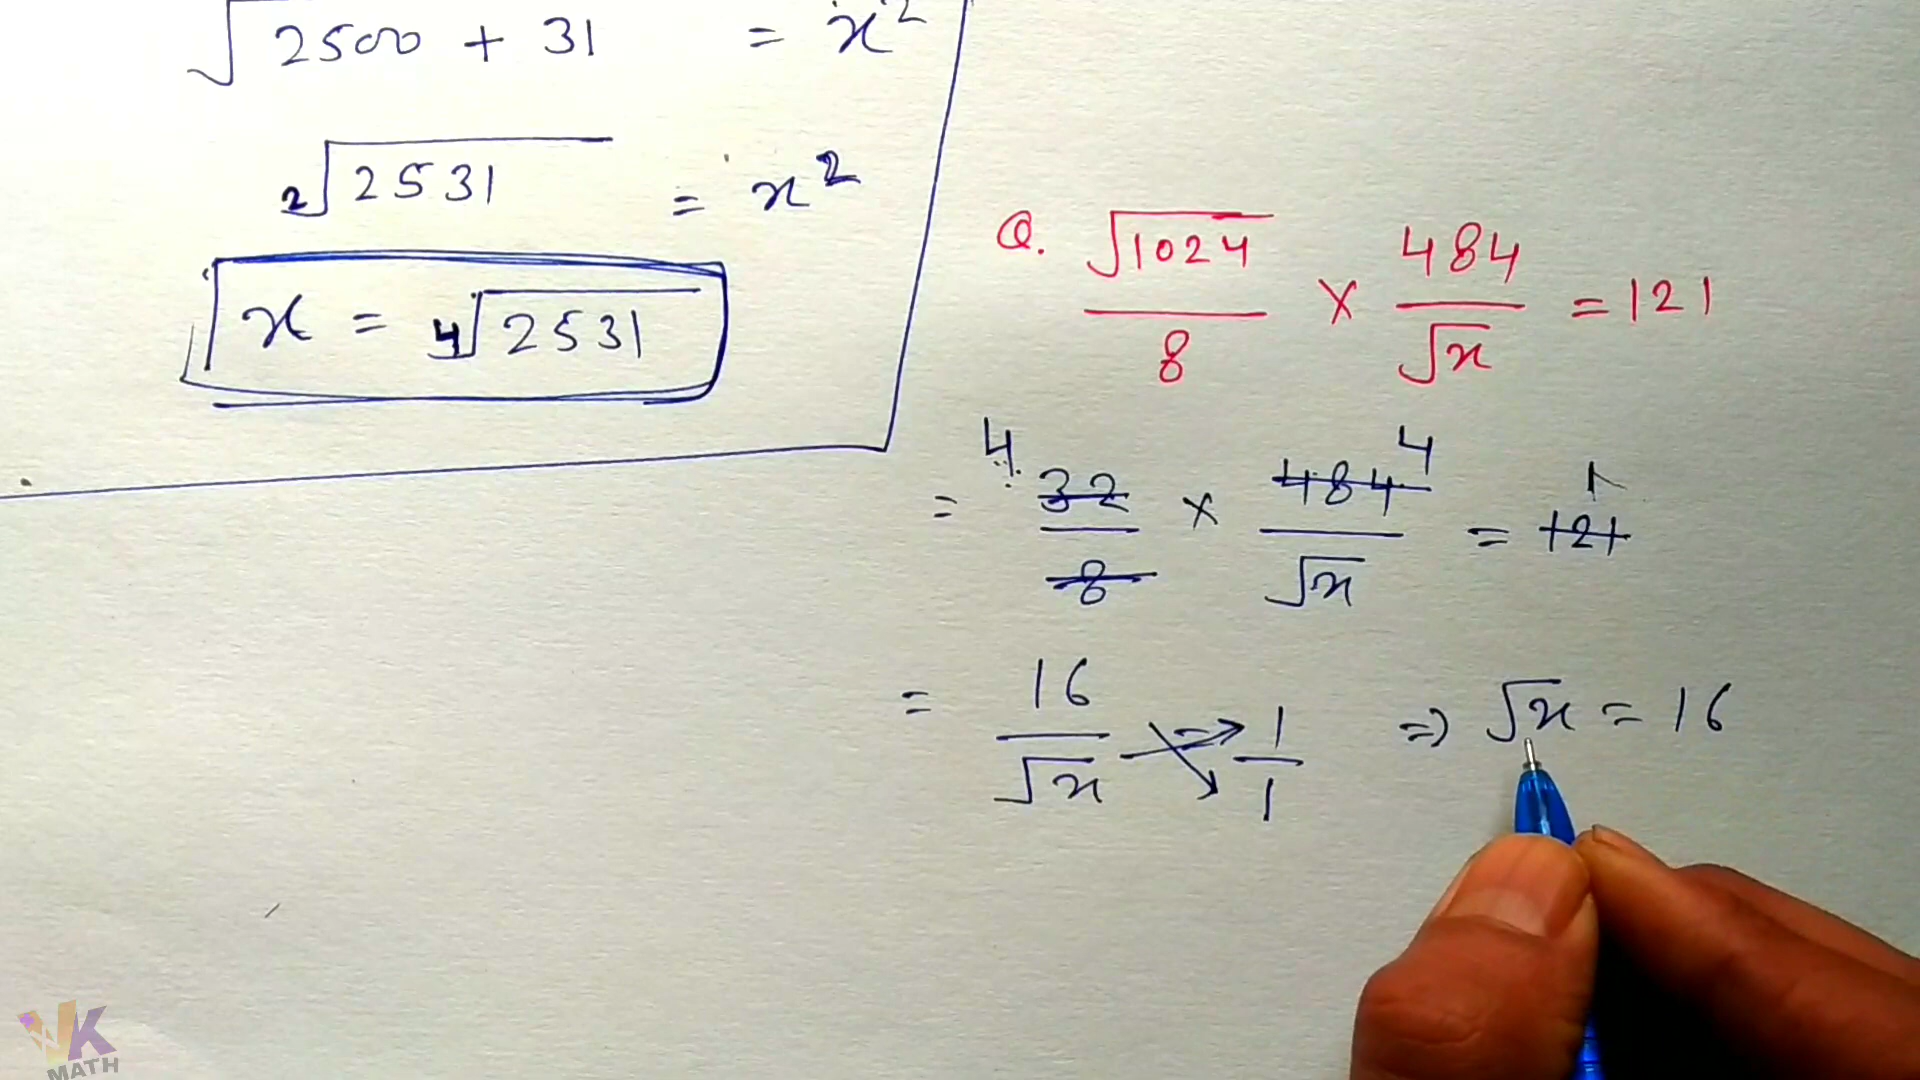 √2500 + 31 = x²
²√2531 = x²
x = ⁴√2531
Q. √1024/8 × 484/√x = 121
= 4 32/8 × 484 4/√x = 121 1
= 16/√x = 1/1 ⇒ √x = 16
VK
MATH